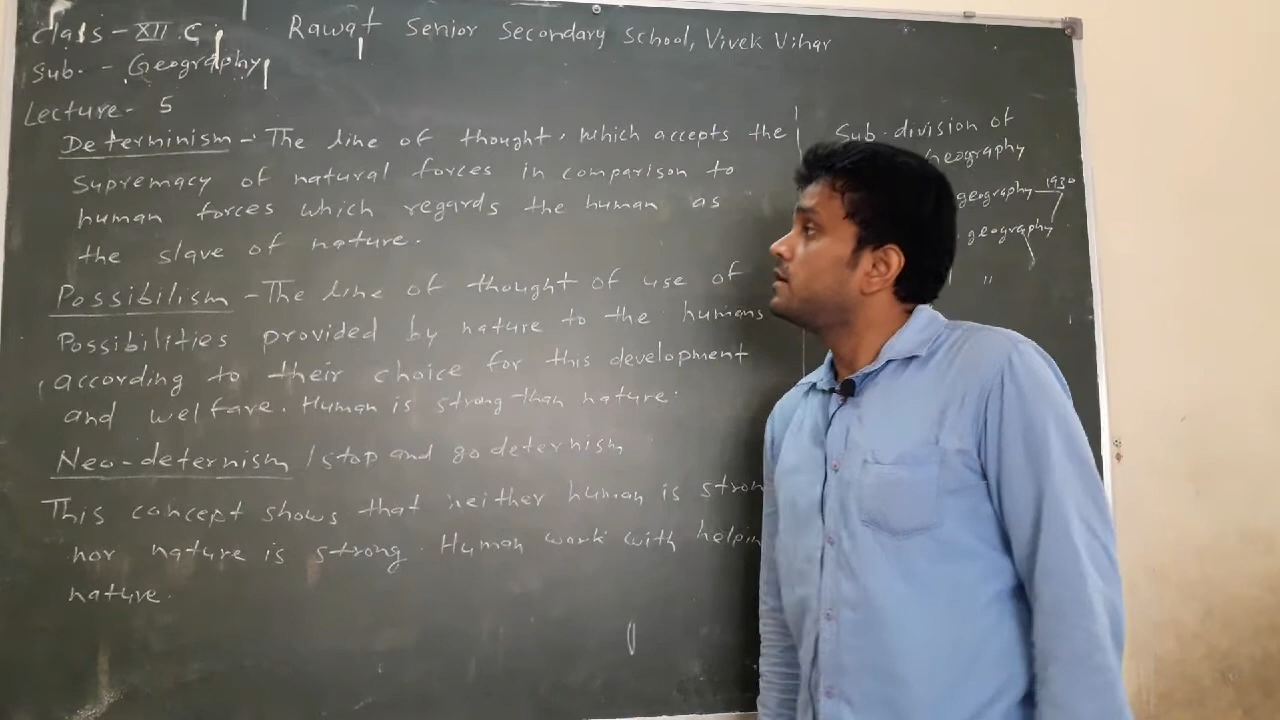 Class - XII C
Rawat Senior Secondary School, Vivek Vihar
Sub. - Geography
Lecture - 5
Determinism - The line of thought, which accepts the
supremacy of natural forces in comparison to
human forces which regards the human as
the slave of nature.
Possibilism - The line of thought of use of
Possibilities provided by nature to the humans
according to their choice for this development
and welfare. Human is strong than nature.
Neo-deternism / stop and go deternism
This concept shows that neither human is
nor nature is strong. Human work with
nature.
Sub-division of
Geography
geography - 1930
geography
"